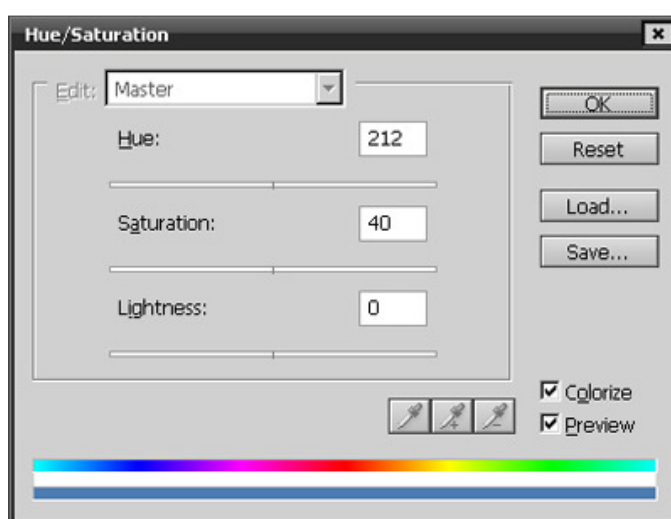 Hue/Saturation
Edit: Master
Hue: 212
Saturation: 40
Lightness: 0
OK
Reset
Load...
Save...
Colorize
Preview